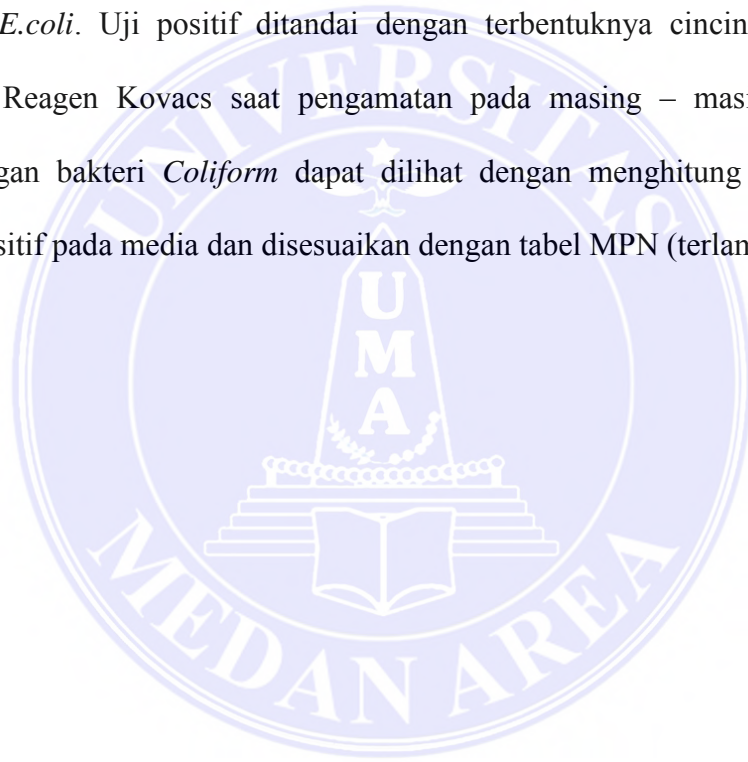 E.coli. Uji positif ditandai dengan terbentuknya cincin
Reagen Kovacs saat pengamatan pada masing – masi
gan bakteri Coliform dapat dilihat dengan menghitung
sitif pada media dan disesuaikan dengan tabel MPN (terlan
UNIVERSITAS
UMA
MEDAN AREA